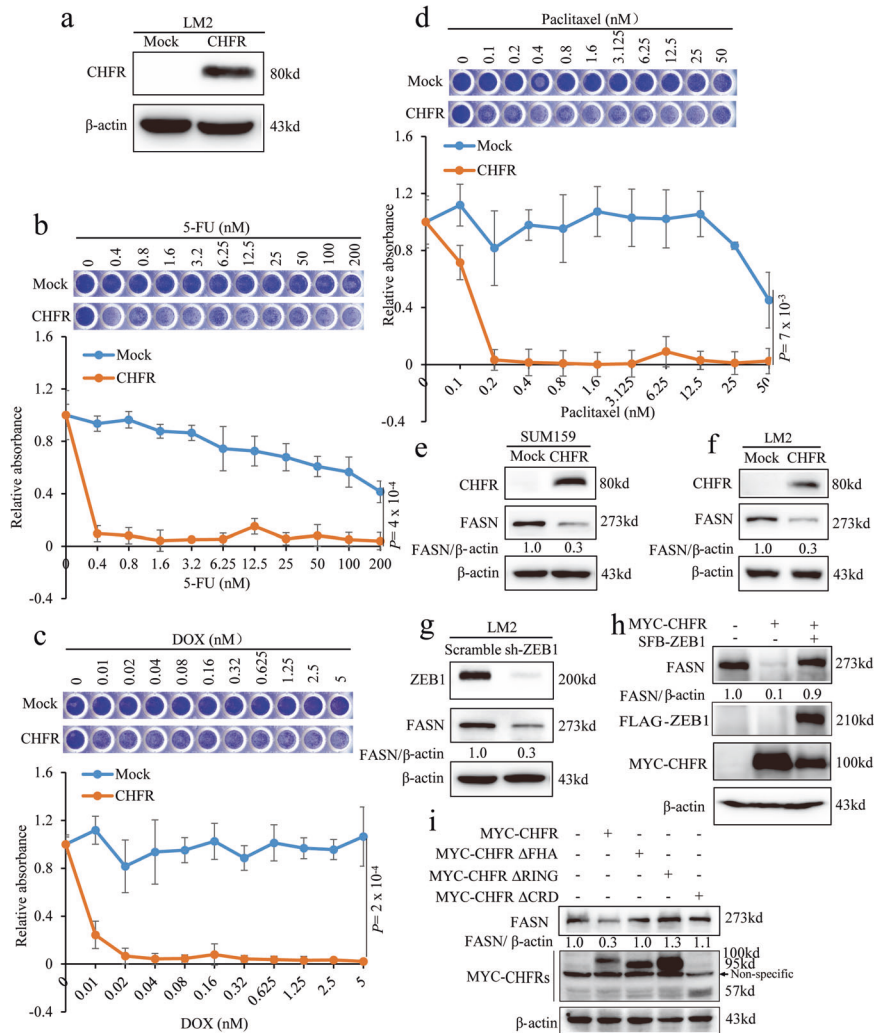 a
LM2
Mock CHFR
CHFR 80kd
β-actin 43kd
b
5-FU (nM)
0 0.4 0.8 1.6 3.2 6.25 12.5 25 50 100 200
Mock
CHFR
1.2
0.8
0.4
0
-0.4
Relative absorbance
Mock
CHFR
P= 4 x 10-4
0 0.4 0.8 1.6 3.2 6.25 12.5 25 50 100 200
5-FU (nM)
c
DOX (nM)
0 0.01 0.02 0.04 0.08 0.16 0.32 0.625 1.25 2.5 5
Mock
CHFR
1.6
1.2
0.8
0.4
0
-0.4
Relative absorbance
Mock
CHFR
P= 2 x 10-4
0 0.01 0.02 0.04 0.08 0.16 0.32 0.625 1.25 2.5 5
DOX (nM)
d
Paclitaxel (nM)
0 0.1 0.2 0.4 0.8 1.6 3.125 6.25 12.5 25 50
Mock
CHFR
1.6
1.2
0.8
0.4
0
-0.4
Relative absorbance
Mock
CHFR
P= 7 x 10-3
0 0.1 0.2 0.4 0.8 1.6 3.125 6.25 12.5 25 50
Paclitaxel (nM)
e
SUM159
Mock CHFR
CHFR 80kd
FASN 273kd
FASN/β-actin 1.0 0.3
β-actin 43kd
f
LM2
Mock CHFR
CHFR 80kd
FASN 273kd
FASN/β-actin 1.0 0.3
β-actin 43kd
g
LM2
Scramble sh-ZEB1
ZEB1 200kd
FASN 273kd
FASN/β-actin 1.0 0.3
β-actin 43kd
h
MYC-CHFR - + +
SFB-ZEB1 - - +
FASN 273kd
FASN/β-actin 1.0 0.1 0.9
FLAG-ZEB1 210kd
MYC-CHFR 100kd
β-actin 43kd
i
MYC-CHFR - + - - -
MYC-CHFR ΔFHA - - + - -
MYC-CHFR ΔRING - - - + -
MYC-CHFR ΔCRD - - - - +
FASN 273kd
FASN/ β-actin 1.0 0.3 1.0 1.3 1.1
MYC-CHFRs 100kd
95kd
Non-specific
57kd
β-actin 43kd